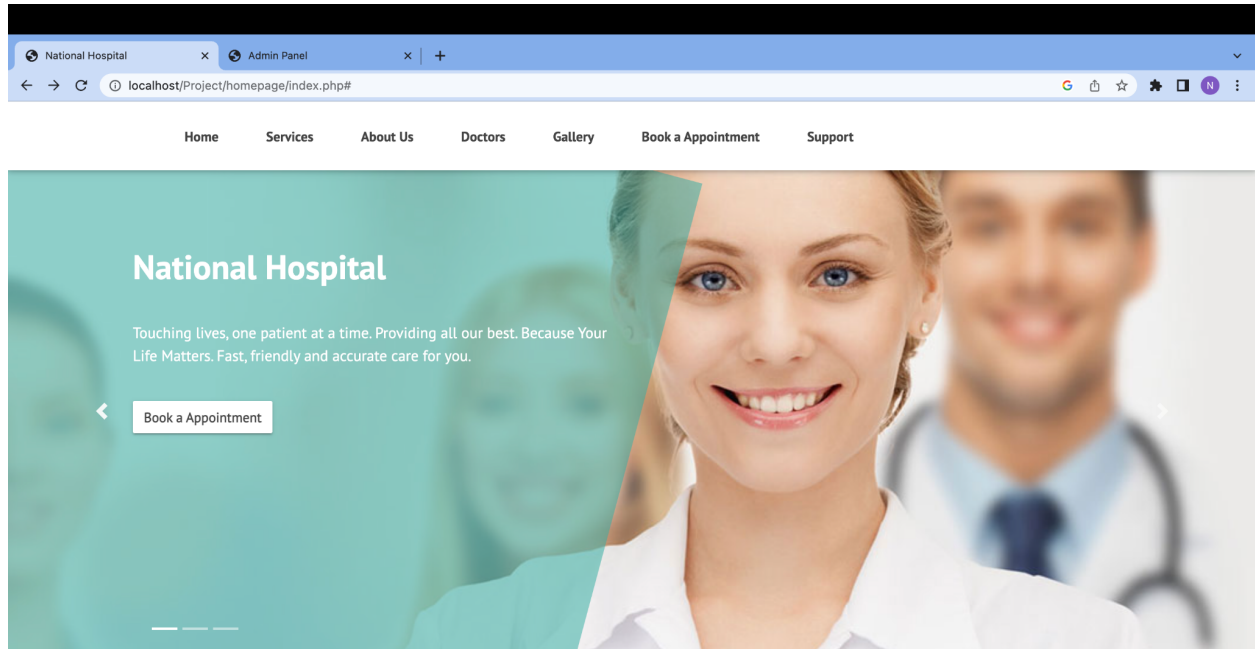 National Hospital
Admin Panel
localhost/Project/homepage/index.php#
G
N
Home Services About Us Doctors Gallery Book a Appointment Support
National Hospital
Touching lives, one patient at a time. Providing all our best. Because Your
Life Matters. Fast, friendly and accurate care for you.
Book a Appointment